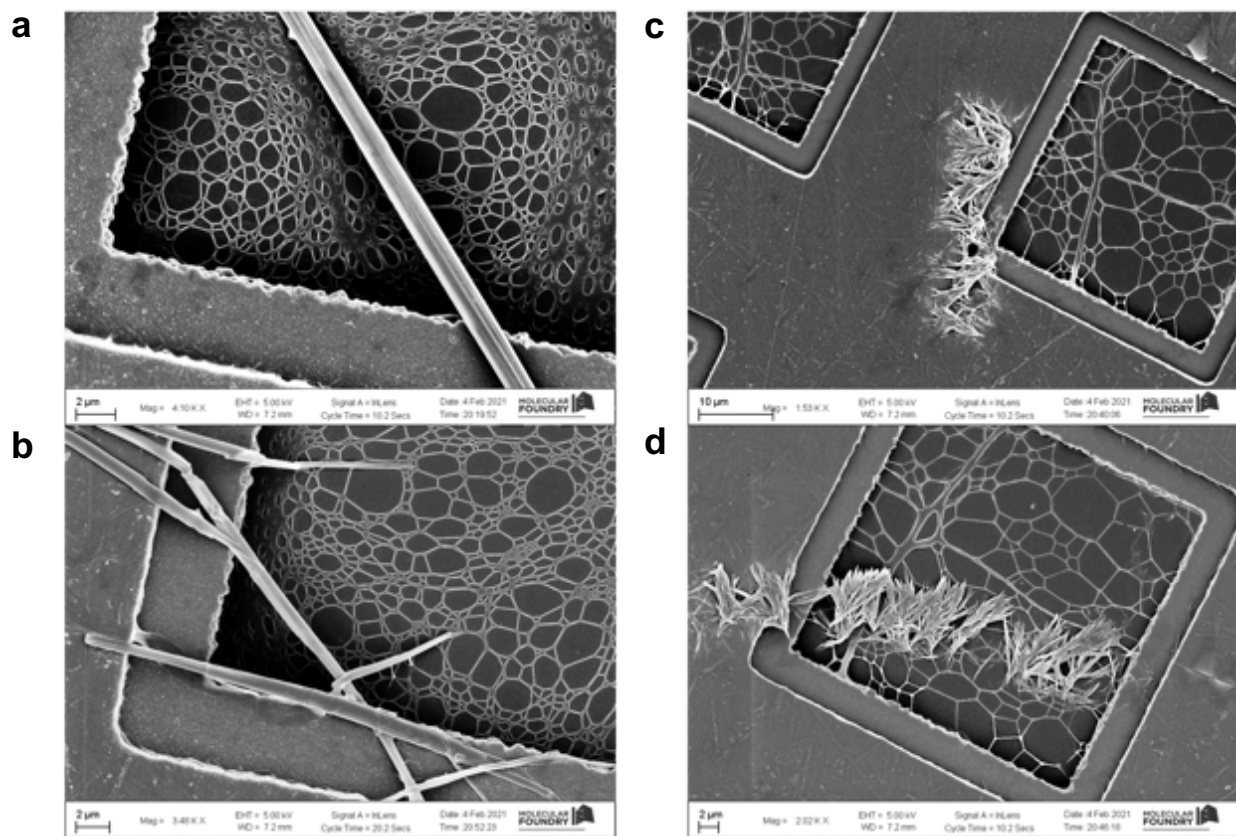 a
2 µm
Mag = 4.10 K X
EHT = 5.00 kV
WD = 7.2 mm
Signal A = InLens
Cycle Time = 10.2 Secs
Date :4 Feb 2021
Time :20:19:52
MOLECULAR
FOUNDRY
c
10 µm
Mag = 1.53 K X
EHT = 5.00 kV
WD = 7.2 mm
Signal A = InLens
Cycle Time = 10.2 Secs
Date :4 Feb 2021
Time :20:40:06
MOLECULAR
FOUNDRY
b
2 µm
Mag = 3.48 K X
EHT = 5.00 kV
WD = 7.2 mm
Signal A = InLens
Cycle Time = 20.2 Secs
Date :4 Feb 2021
Time :20:52:23
MOLECULAR
FOUNDRY
d
2 µm
Mag = 2.02 K X
EHT = 5.00 kV
WD = 7.2 mm
Signal A = InLens
Cycle Time = 10.2 Secs
Date :4 Feb 2021
Time :20:46:18
MOLECULAR
FOUNDRY